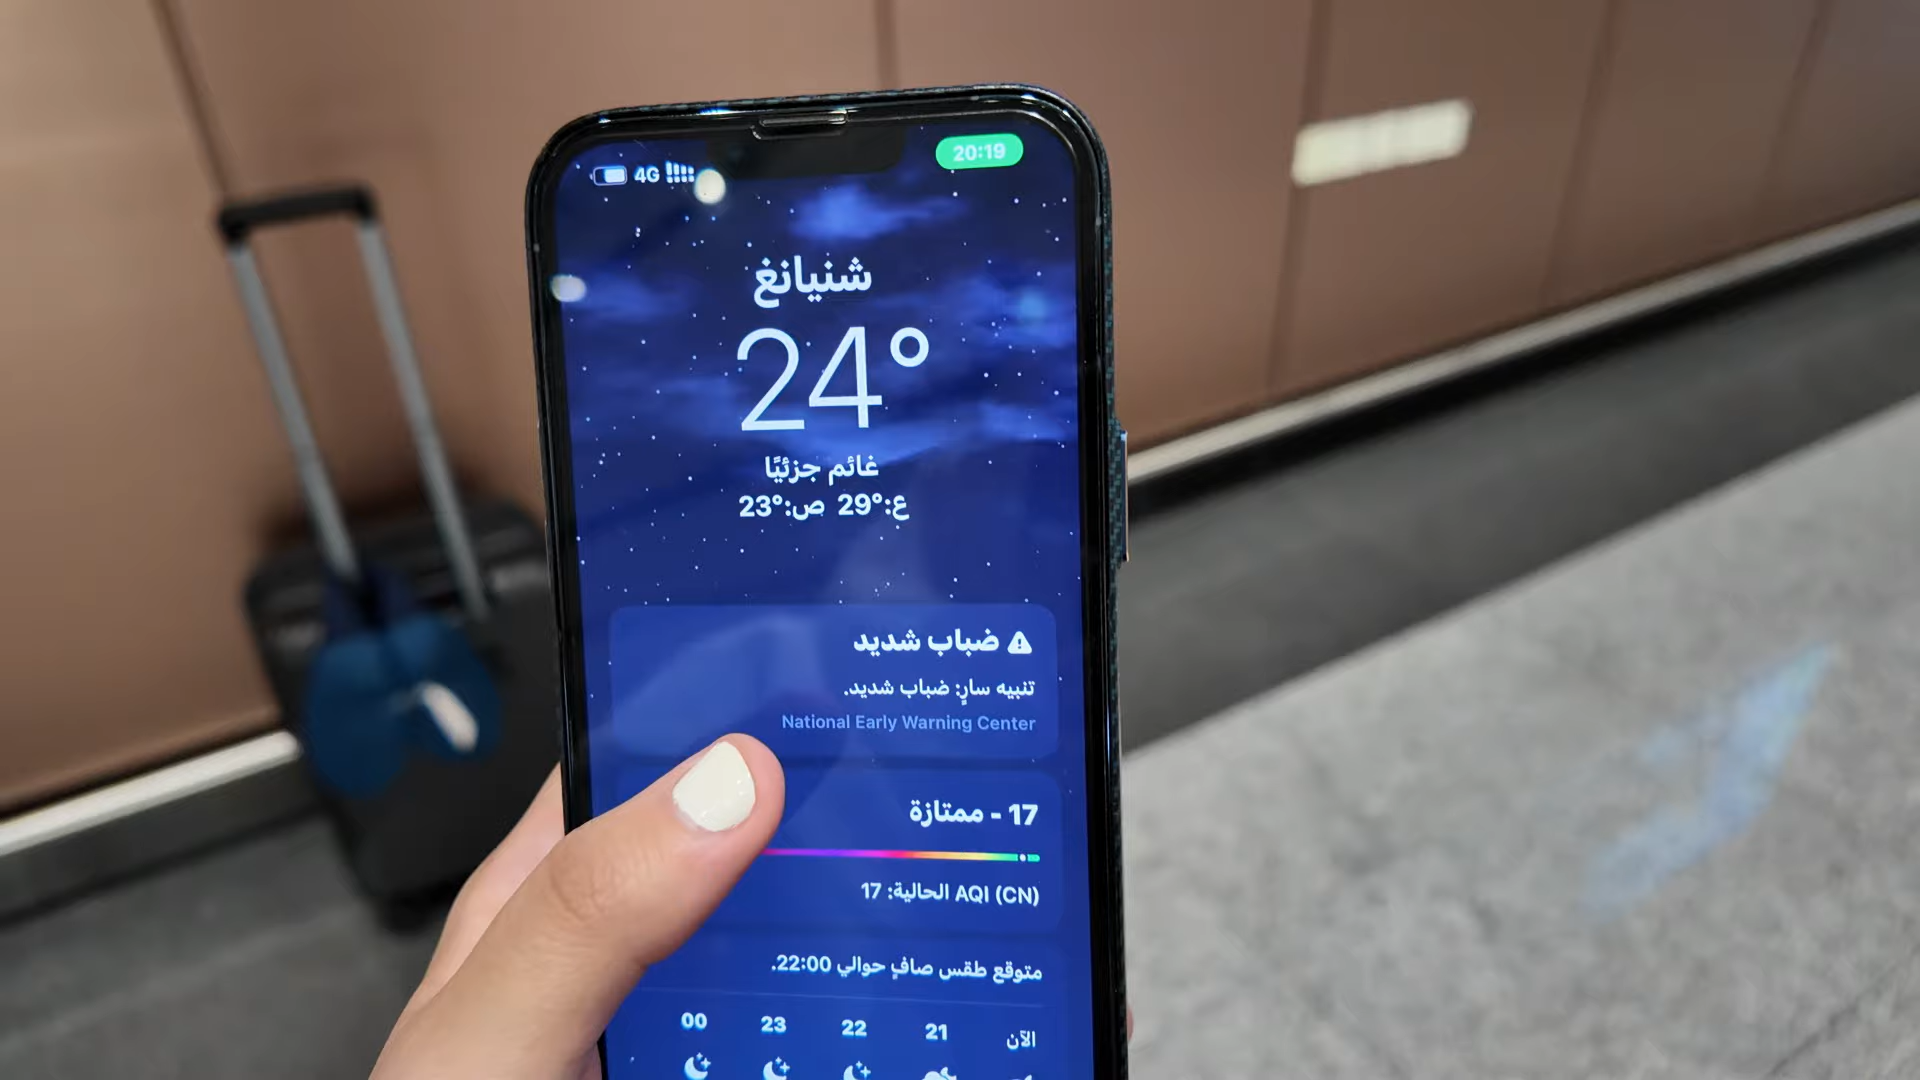 20:19
4G
شنيانغ
24°
غائم جزئيًا
ع:29° ص:23°
ضباب شديد
تنبيه سارٍ: ضباب شديد.
National Early Warning Center
17 - ممتازة
AQI (CN) الحالية: 17
متوقع طقس صافٍ حوالي 22:00.
الآن 21 22 23 00